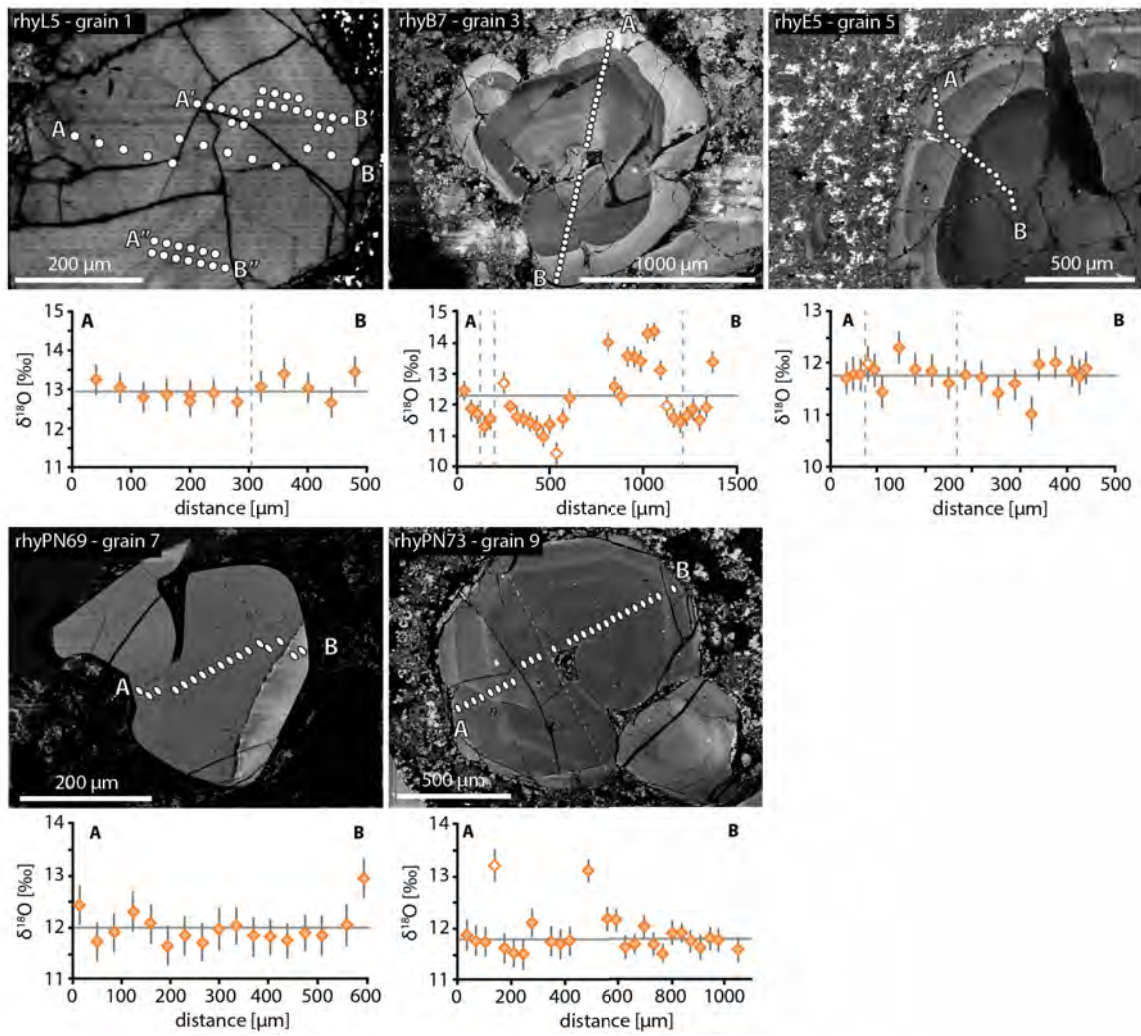 rhyL5 - grain 1
A
A'
B'
B
A''
B''
200 µm
rhyB7 - grain 3
A
B
1000 µm
rhyE5 - grain 5
A
B
500 µm
A B
15
14
13
12
11
δ¹⁸O [‰]
0 100 200 300 400 500
distance [µm]
A B
15
14
13
12
11
10
δ¹⁸O [‰]
0 500 1000 1500
distance [µm]
A B
13
12
11
10
δ¹⁸O [‰]
0 100 200 300 400 500
distance [µm]
rhyPN69 - grain 7
A
B
200 µm
rhyPN73 - grain 9
A
B
500 µm
A B
14
13
12
11
δ¹⁸O [‰]
0 100 200 300 400 500 600
distance [µm]
A B
14
13
12
11
δ¹⁸O [‰]
0 200 400 600 800 1000
distance [µm]